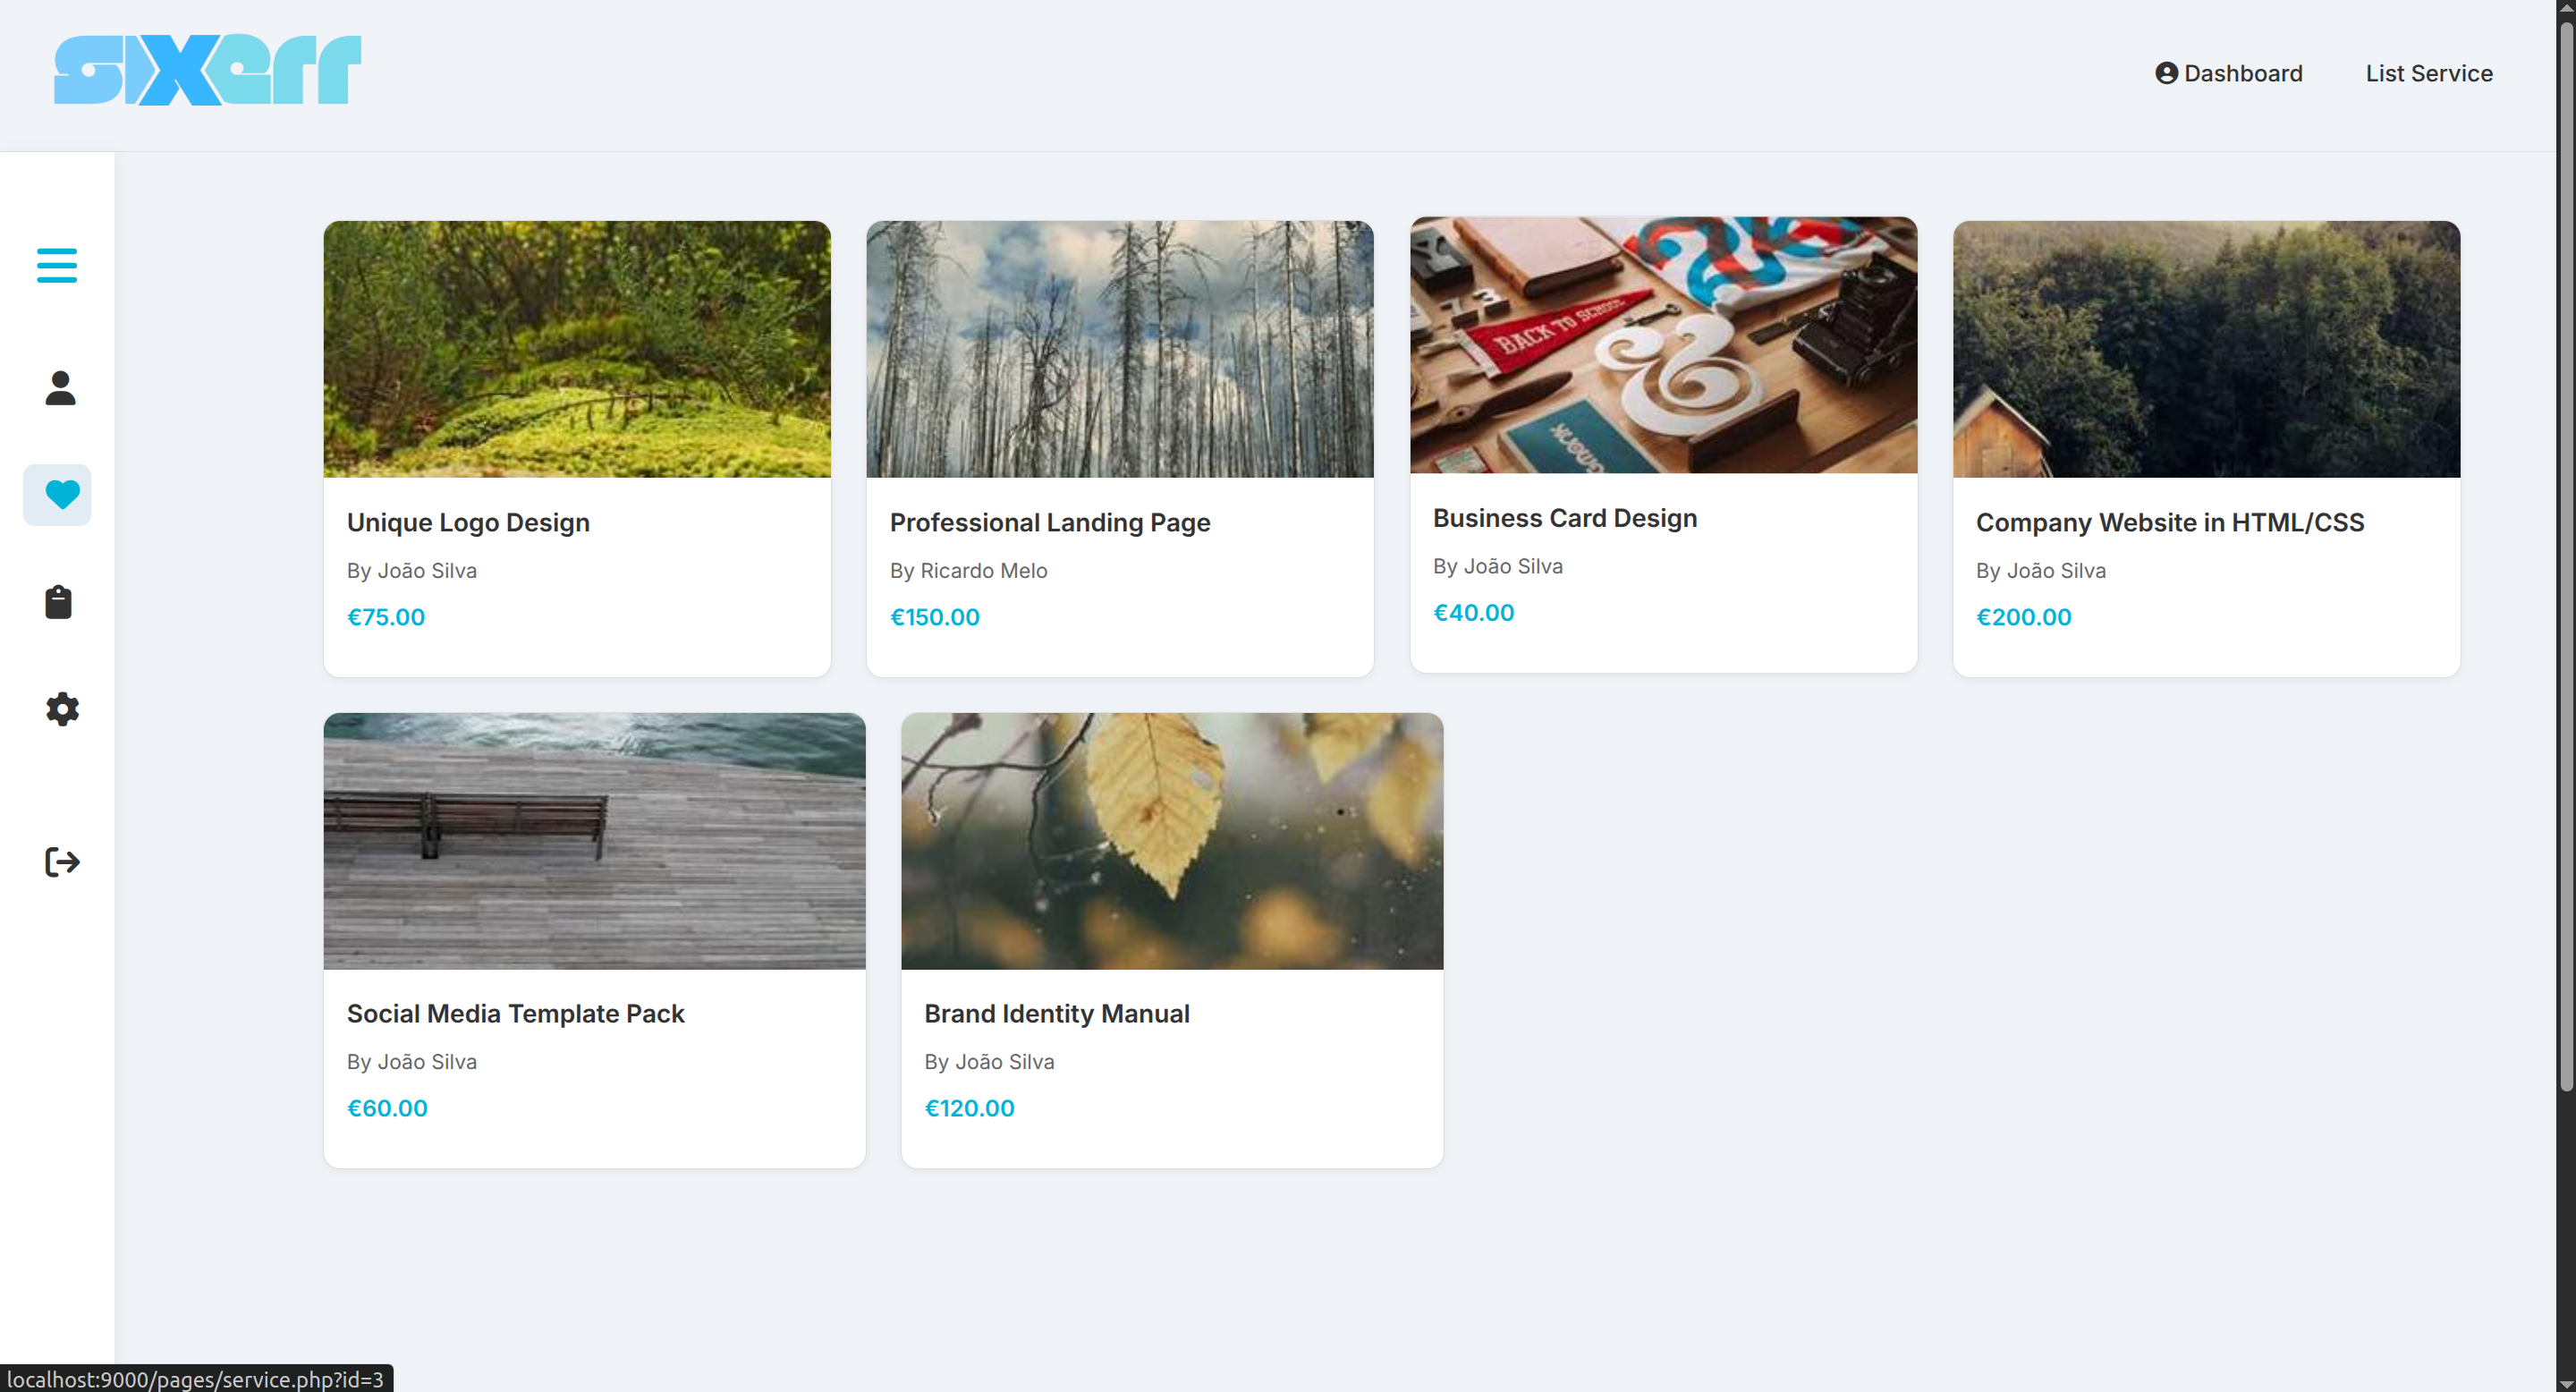 sixerr
Dashboard
List Service
BACK TO SCHOOL
Unique Logo Design
By João Silva
€75.00
Professional Landing Page
By Ricardo Melo
€150.00
Business Card Design
By João Silva
€40.00
Company Website in HTML/CSS
By João Silva
€200.00
Social Media Template Pack
By João Silva
€60.00
Brand Identity Manual
By João Silva
€120.00
localhost:9000/pages/service.php?id=3